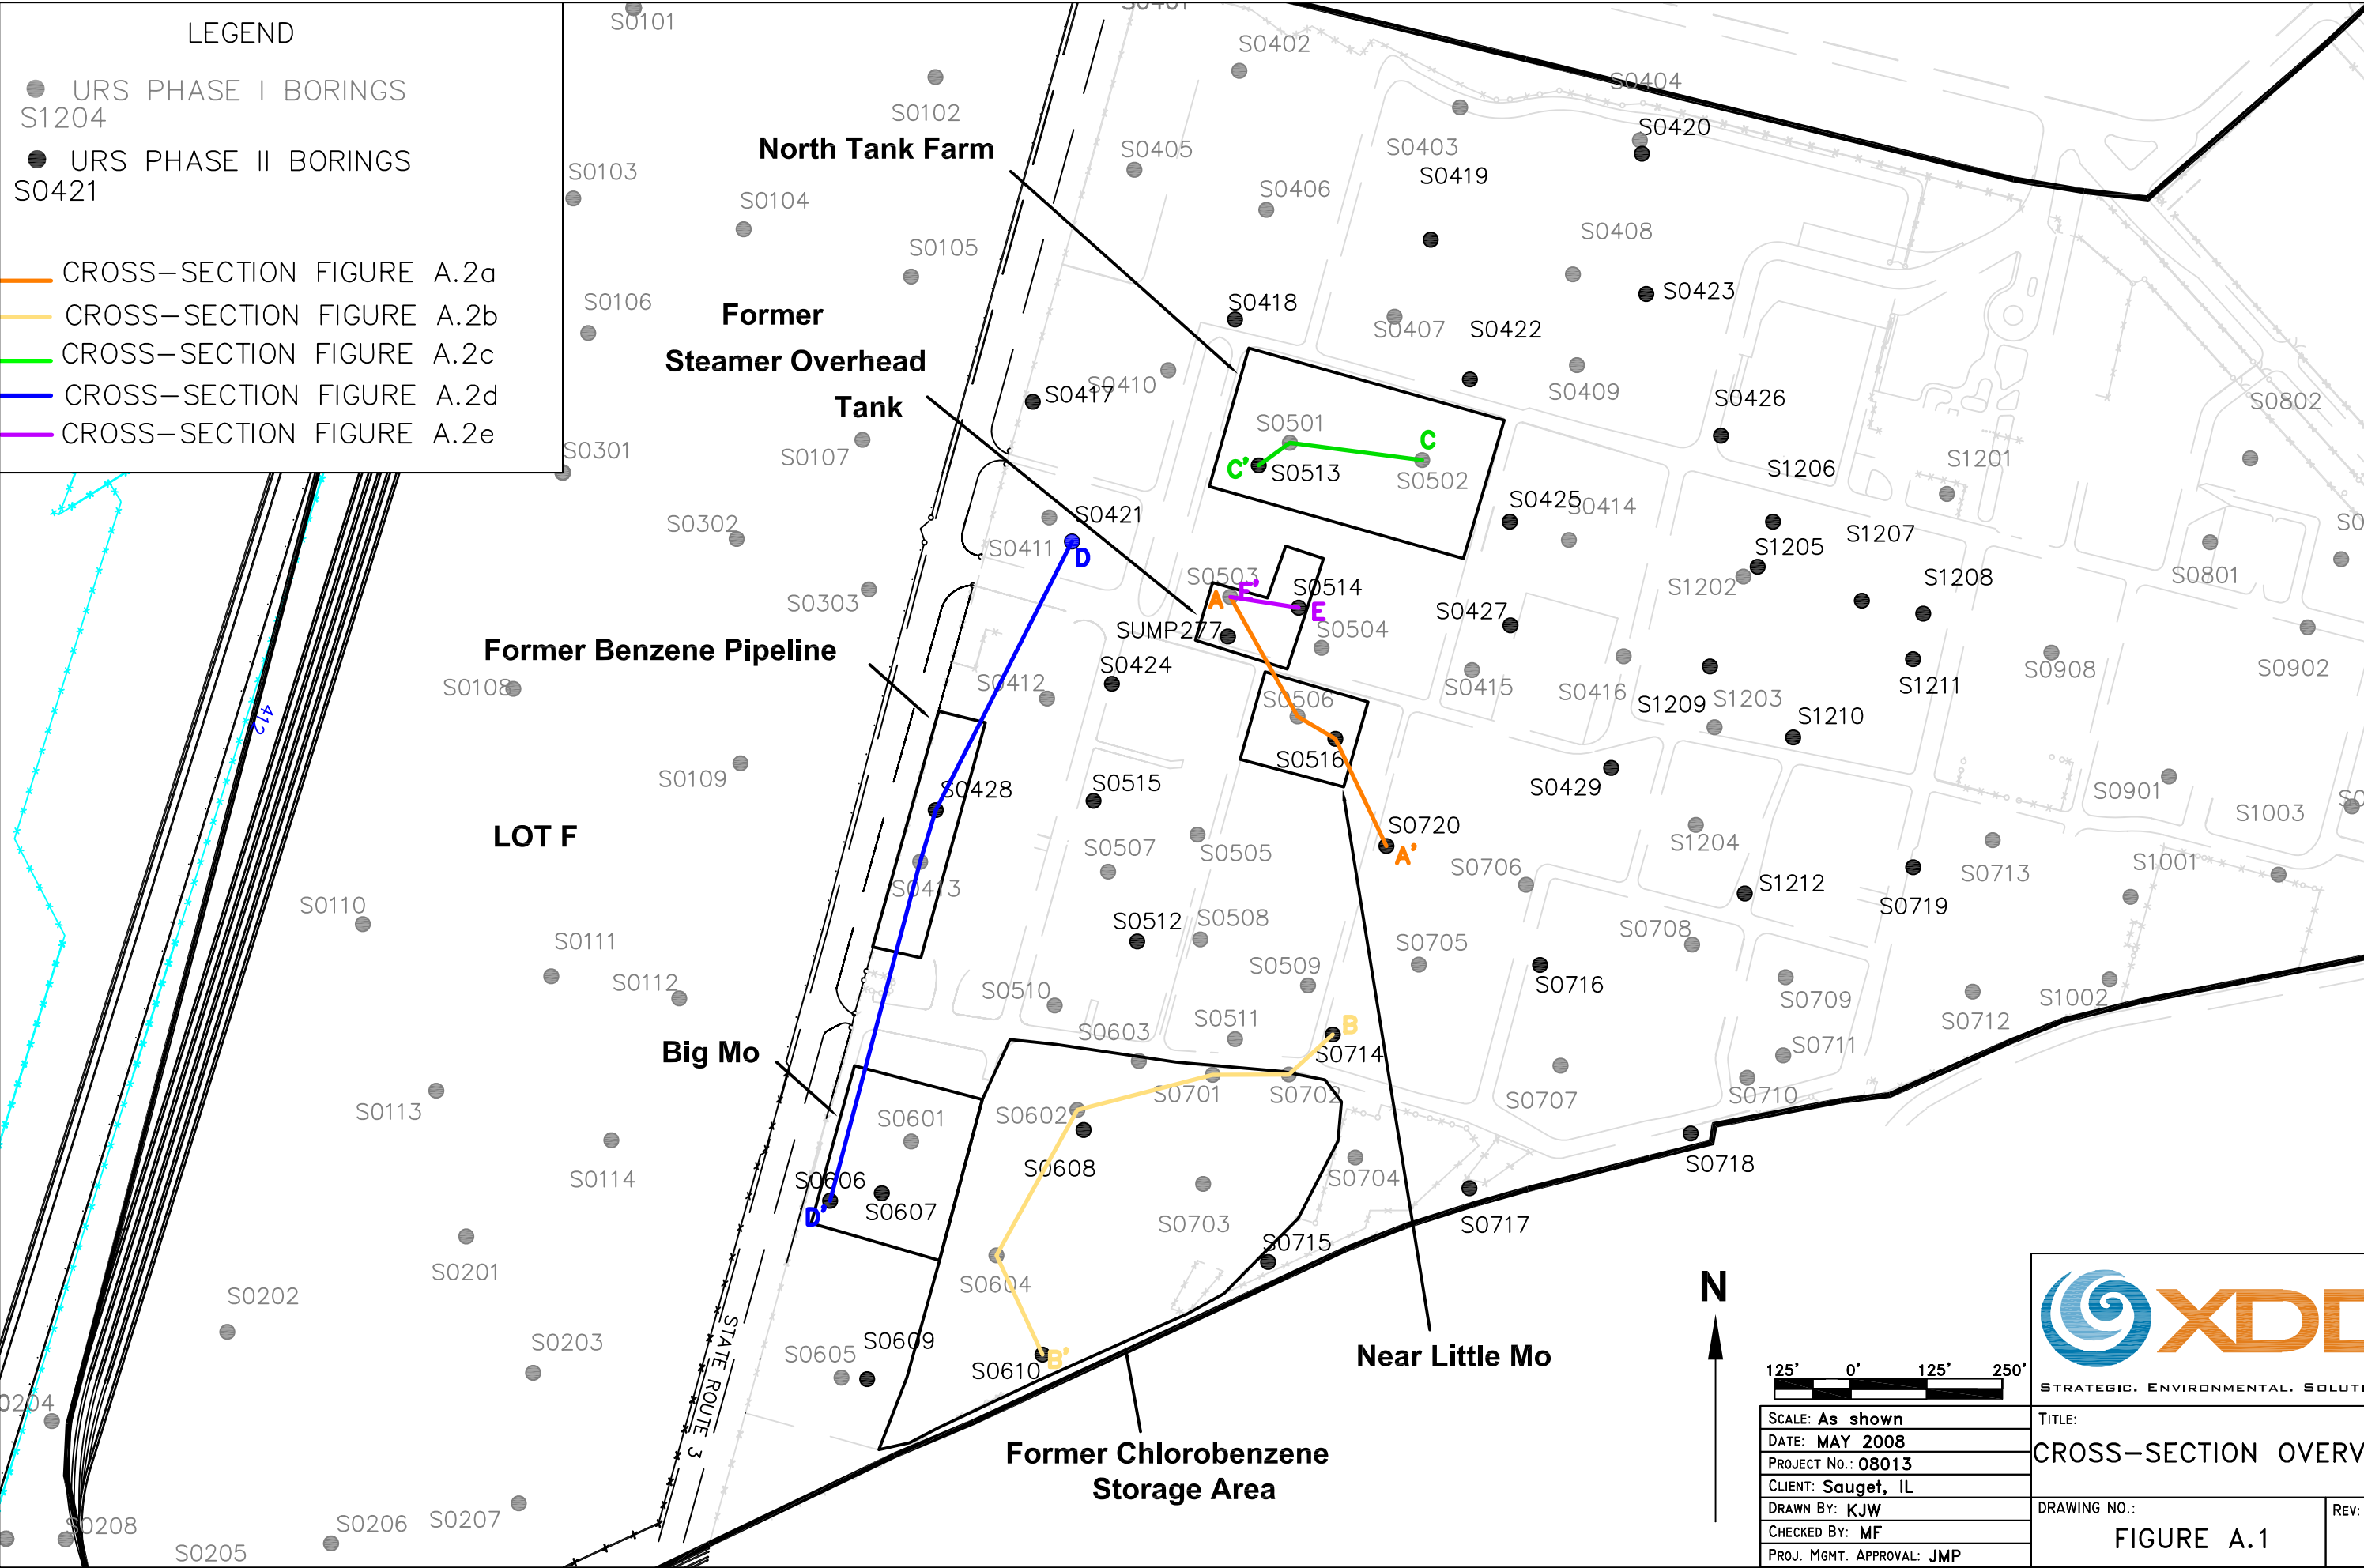 LEGEND
URS PHASE I BORINGS
S1204
URS PHASE II BORINGS
S0421
CROSS-SECTION FIGURE A.2a
CROSS-SECTION FIGURE A.2b
CROSS-SECTION FIGURE A.2c
CROSS-SECTION FIGURE A.2d
CROSS-SECTION FIGURE A.2e
S0101
S0402
S0404
S0102
S0420
North Tank Farm
S0405
S0403
S0419
S0103
S0104
S0406
S0105
S0408
S0106
S0418
S0423
Former
Steamer Overhead
Tank
S0407
S0422
S0410
S0417
S0409
S0426
S0802
S0301
S0107
S0501
C
C'
S0513
S0502
S1206
S1201
S0302
S0421
S0411
D
S0425
S0414
S1205
S1207
S0303
S0503
A
E'
S0514
E
S0427
S1202
S1208
S0801
SUMP277
S0504
Former Benzene Pipeline
S0424
S0412
S0108
412
S0506
S0415
S0416
S1209
S1203
S1211
S0908
S0902
S1210
S0109
S0516
S0428
S0515
S0429
S0901
S1003
LOT F
S0720
A'
S0507
S0505
S0413
S0706
S1204
S1212
S0719
S0713
S1001
S0110
S0111
S0112
S0512
S0508
S0705
S0708
S0716
S0510
S0509
S0709
S0712
S1002
S0603
S0511
B
S0714
S0711
Big Mo
S0113
S0601
S0602
S0701
S0702
S0707
S0710
S0114
S0606
D'
S0607
S0608
S0703
S0704
S0718
S0715
S0717
S0201
S0202
S0203
S0604
S0605
S0609
S0610
B'
Near Little Mo
STATE ROUTE 3
0204
Former Chlorobenzene
Storage Area
S0208
S0205
S0206
S0207
N
125' 0' 125' 250'
XDD
STRATEGIC. ENVIRONMENTAL. SOLUT
SCALE: As shown
DATE: MAY 2008
PROJECT No.: 08013
CLIENT: Sauget, IL
DRAWN BY: KJW
CHECKED BY: MF
PROJ. MGMT. APPROVAL: JMP
TITLE:
CROSS-SECTION OVERV
DRAWING NO.:
FIGURE A.1
REV: